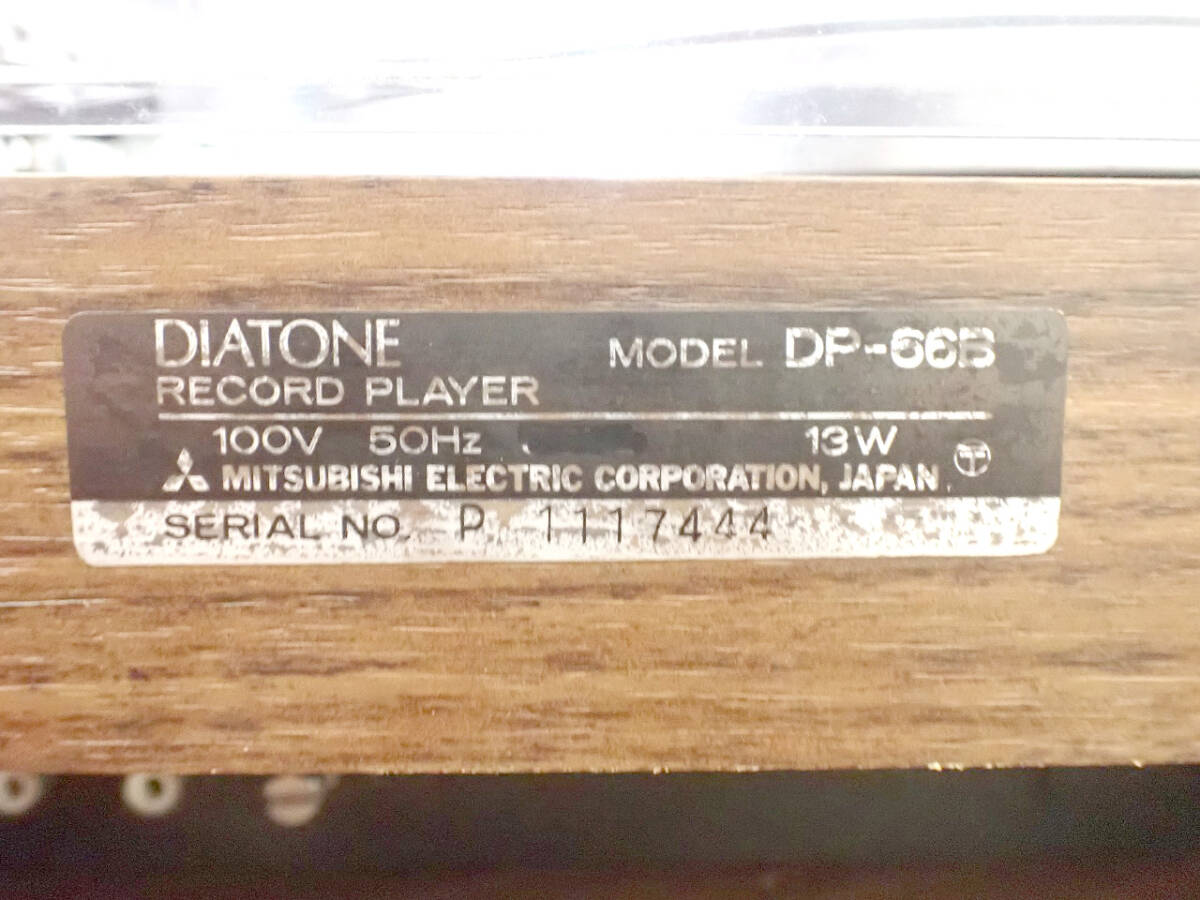 DIATONE MODEL DP-66B
RECORD PLAYER
100V 50Hz 13W
MITSUBISHI ELECTRIC CORPORATION, JAPAN
SERIAL NO. P 1117444